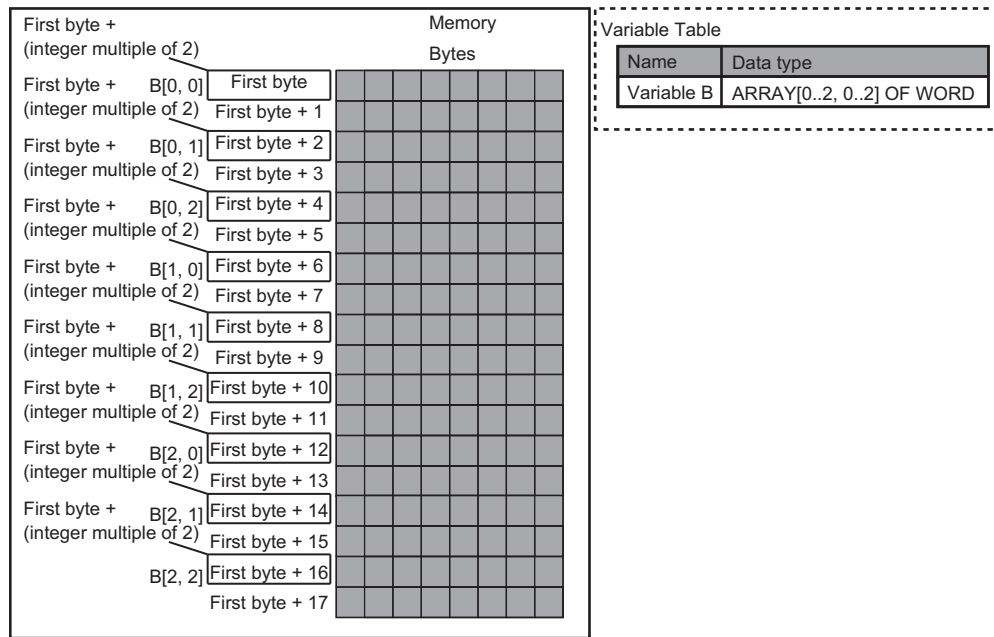 Memory
Bytes
First byte +
(integer multiple of 2)
B[0, 0] First byte
First byte +
(integer multiple of 2)
First byte + 1
B[0, 1] First byte + 2
First byte +
(integer multiple of 2)
First byte + 3
B[0, 2] First byte + 4
First byte +
(integer multiple of 2)
First byte + 5
B[1, 0] First byte + 6
First byte +
(integer multiple of 2)
First byte + 7
B[1, 1] First byte + 8
First byte +
(integer multiple of 2)
First byte + 9
B[1, 2] First byte + 10
First byte +
(integer multiple of 2)
First byte + 11
B[2, 0] First byte + 12
First byte +
(integer multiple of 2)
First byte + 13
B[2, 1] First byte + 14
First byte +
(integer multiple of 2)
First byte + 15
B[2, 2] First byte + 16
First byte + 17
Variable Table
Name Data type
Variable B ARRAY[0..2, 0..2] OF WORD